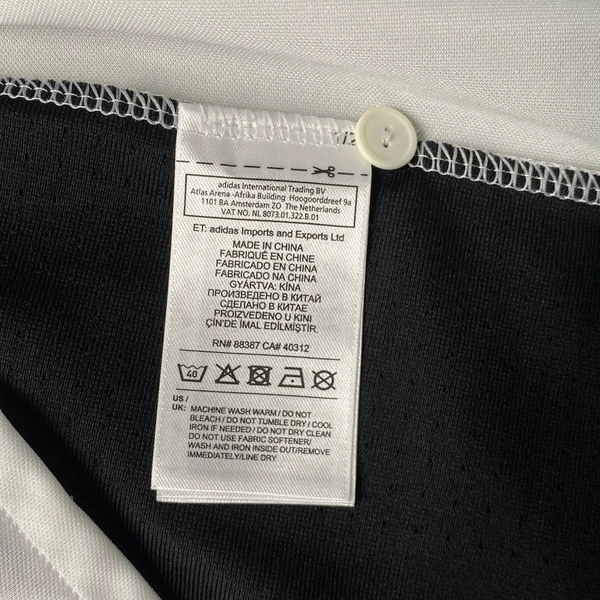 adidas International Trading BV
Atlas Arena -Afrika Building Hoogoorddreef 9a
1101 BA Amsterdam ZO The Netherlands
VAT NO. NL 8073.01.322.B.01
ET: adidas Imports and Exports Ltd
MADE IN CHINA
FABRIQUÉ EN CHINE
FABRICADO EN CHINA
FABRICADO NA CHINA
GYÁRTVA: KÍNA
ПРОИЗВЕДЕНО В КИТАЙ
СДЕЛАНО В КИТАЕ
PROIZVEDENO U KINI
ÇİN'DE İMAL EDİLMİŞTİR.
RN# 88387 CA# 40312
40
US /
UK: MACHINE WASH WARM / DO NOT
BLEACH / DO NOT TUMBLE DRY / COOL
IRON IF NEEDED / DO NOT DRY CLEAN
DO NOT USE FABRIC SOFTENER/
WASH AND IRON INSIDE OUT/REMOVE
IMMEDIATELY/LINE DRY